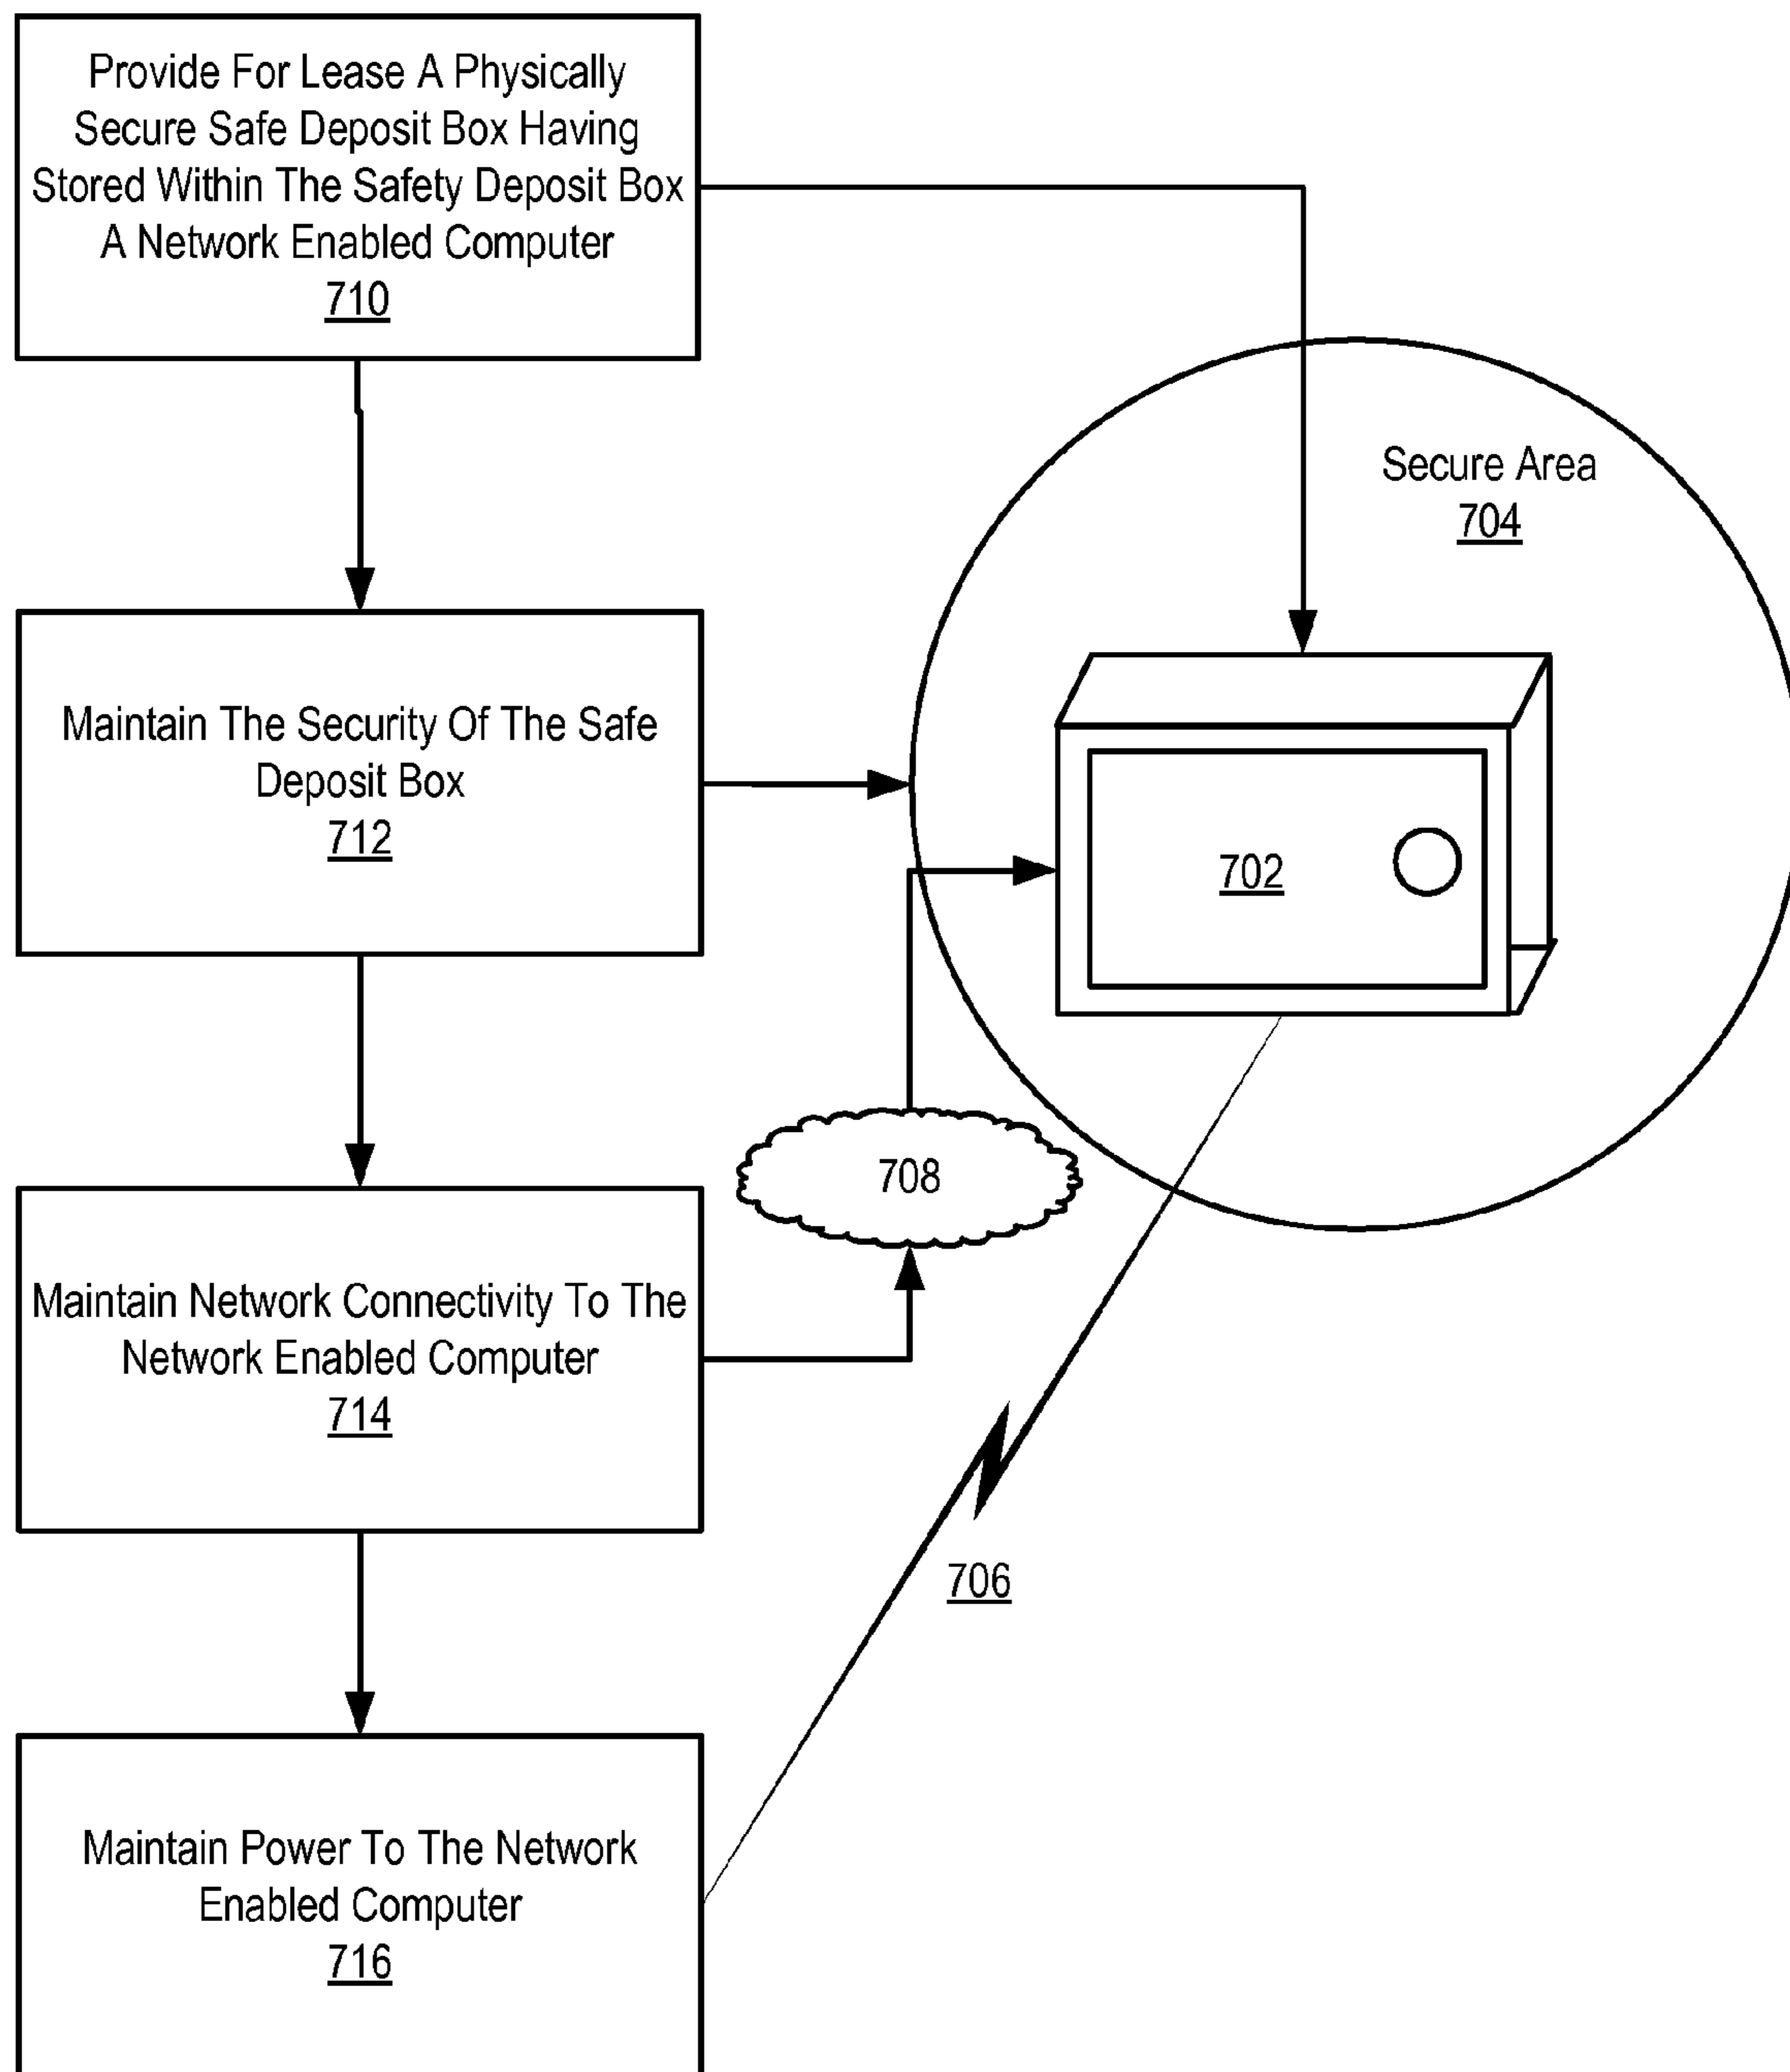 Provide For Lease A Physically
Secure Safe Deposit Box Having
Stored Within The Safety Deposit Box
A Network Enabled Computer
710
Secure Area
704
Maintain The Security Of The Safe
Deposit Box
712
702
708
Maintain Network Connectivity To The
Network Enabled Computer
714
706
Maintain Power To The Network
Enabled Computer
716